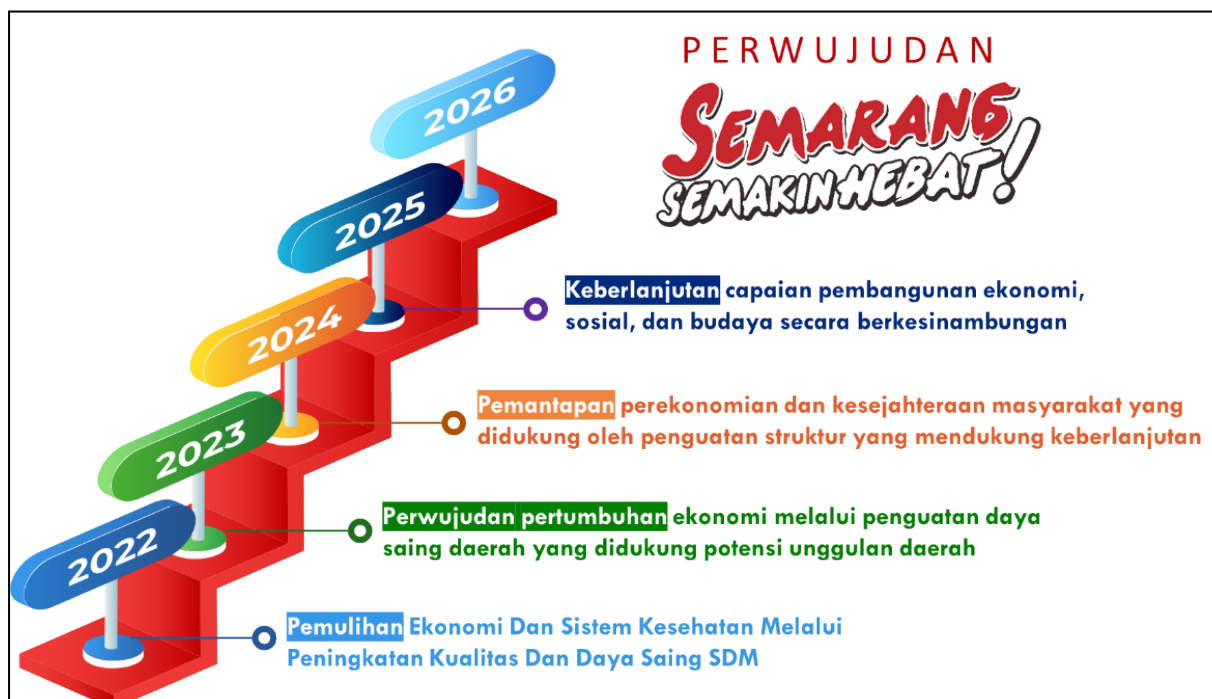 PERWUJUDAN
SEMARANG
SEMAKIN HEBAT!
2026
2025
Keberlanjutan capaian pembangunan ekonomi,
sosial, dan budaya secara berkesinambungan
2024
Pemantapan perekonomian dan kesejahteraan masyarakat yang
didukung oleh penguatan struktur yang mendukung keberlanjutan
2023
Perwujudan pertumbuhan ekonomi melalui penguatan daya
saing daerah yang didukung potensi unggulan daerah
2022
Pemulihan Ekonomi Dan Sistem Kesehatan Melalui
Peningkatan Kualitas Dan Daya Saing SDM